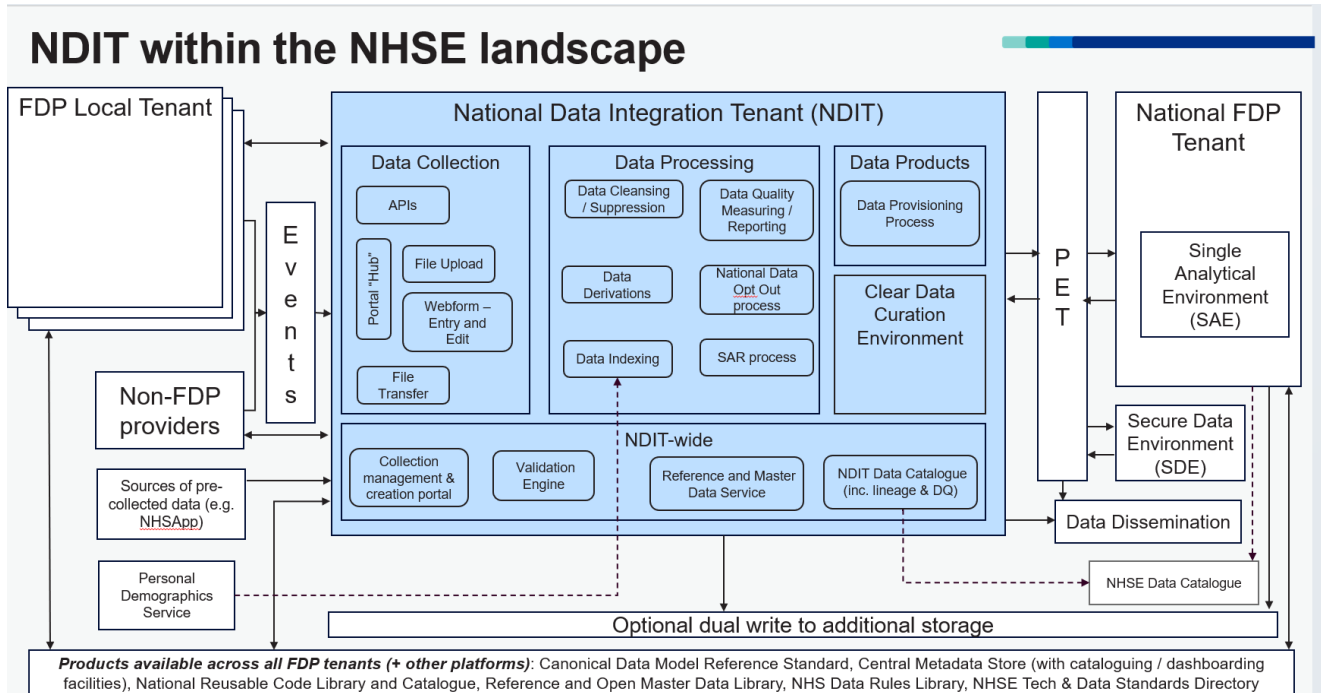 NDIT within the NHSE landscape
FDP Local Tenant
Non-FDP
providers
Sources of pre-
collected data (e.g.
NHSApp)
Personal
Demographics
Service
E
v
e
n
t
s
National Data Integration Tenant (NDIT)
Data Collection
APIs
Portal “Hub”
File Upload
Webform –
Entry and
Edit
File
Transfer
Data Processing
Data Cleansing
/ Suppression
Data Quality
Measuring /
Reporting
Data
Derivations
National Data
Opt Out
process
Data Indexing
SAR process
Data Products
Data Provisioning
Process
Clear Data
Curation
Environment
NDIT-wide
Collection
management &
creation portal
Validation
Engine
Reference and Master
Data Service
NDIT Data Catalogue
(inc. lineage & DQ)
P
E
T
National FDP
Tenant
Single
Analytical
Environment
(SAE)
Secure Data
Environment
(SDE)
Data Dissemination
NHSE Data Catalogue
Optional dual write to additional storage
Products available across all FDP tenants (+ other platforms): Canonical Data Model Reference Standard, Central Metadata Store (with cataloguing / dashboarding
facilities), National Reusable Code Library and Catalogue, Reference and Open Master Data Library, NHS Data Rules Library, NHSE Tech & Data Standards Directory